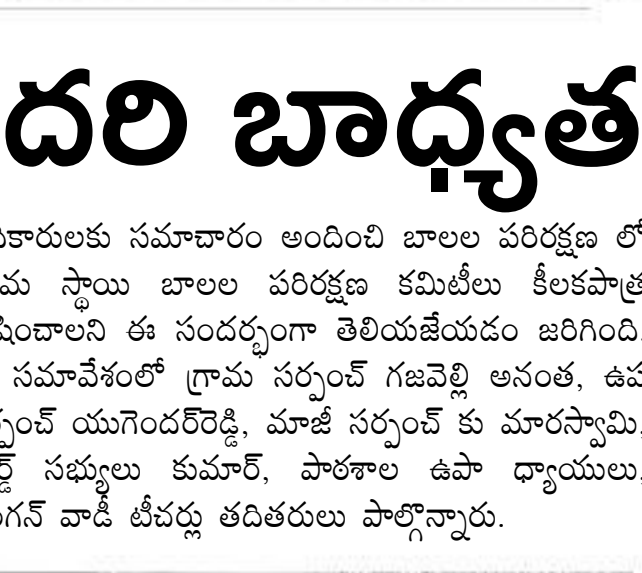 దరి బాధ్యత
ికారులకు సమాచారం అందించి బాలల పరిరక్షణ లో
మ స్థాయి బాలల పరిరక్షణ కమిటీలు కీలకపాత్ర
షించాలని ఈ సందర్భంగా తెలియజేయడం జరిగింది.
సమావేశంలో గ్రామ సర్పంచ్ గజవెల్లి అనంత, ఉప
ర్పంచ్ యుగెందర్‌రెడ్డి, మాజీ సర్పంచ్ కు మారస్వామి,
ర్డ్ సభ్యులు కుమార్, పాఠశాల ఉపా ధ్యాయులు,
గన్ వాడీ టీచర్లు తదితరులు పాల్గొన్నారు.